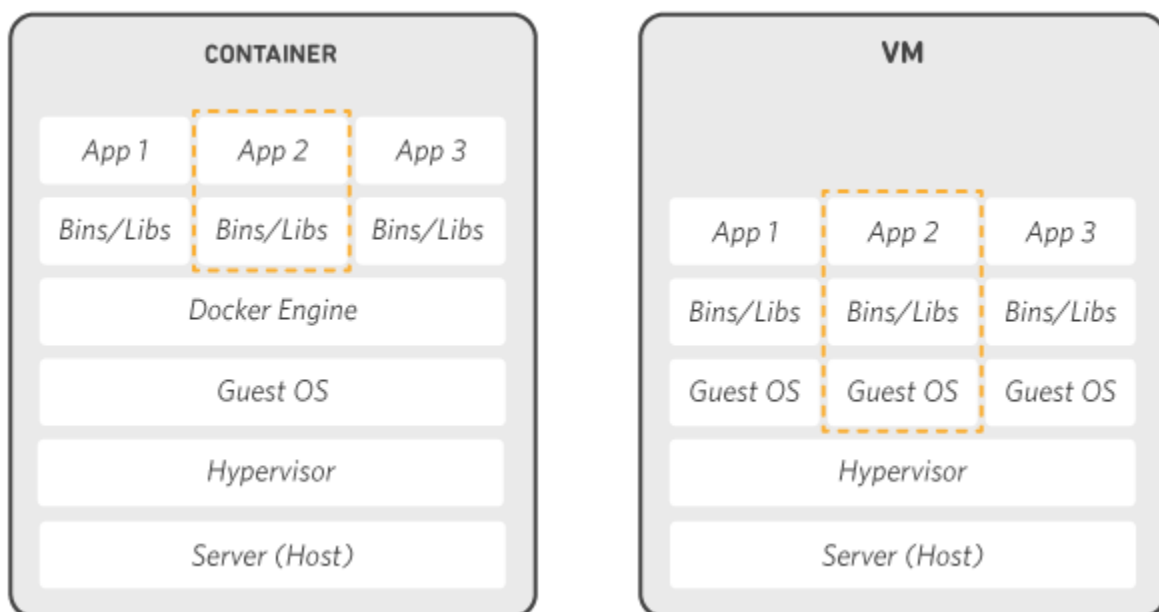 CONTAINER
App 1 App 2 App 3
Bins/Libs Bins/Libs Bins/Libs
Docker Engine
Guest OS
Hypervisor
Server (Host)
VM
App 1 App 2 App 3
Bins/Libs Bins/Libs Bins/Libs
Guest OS Guest OS Guest OS
Hypervisor
Server (Host)